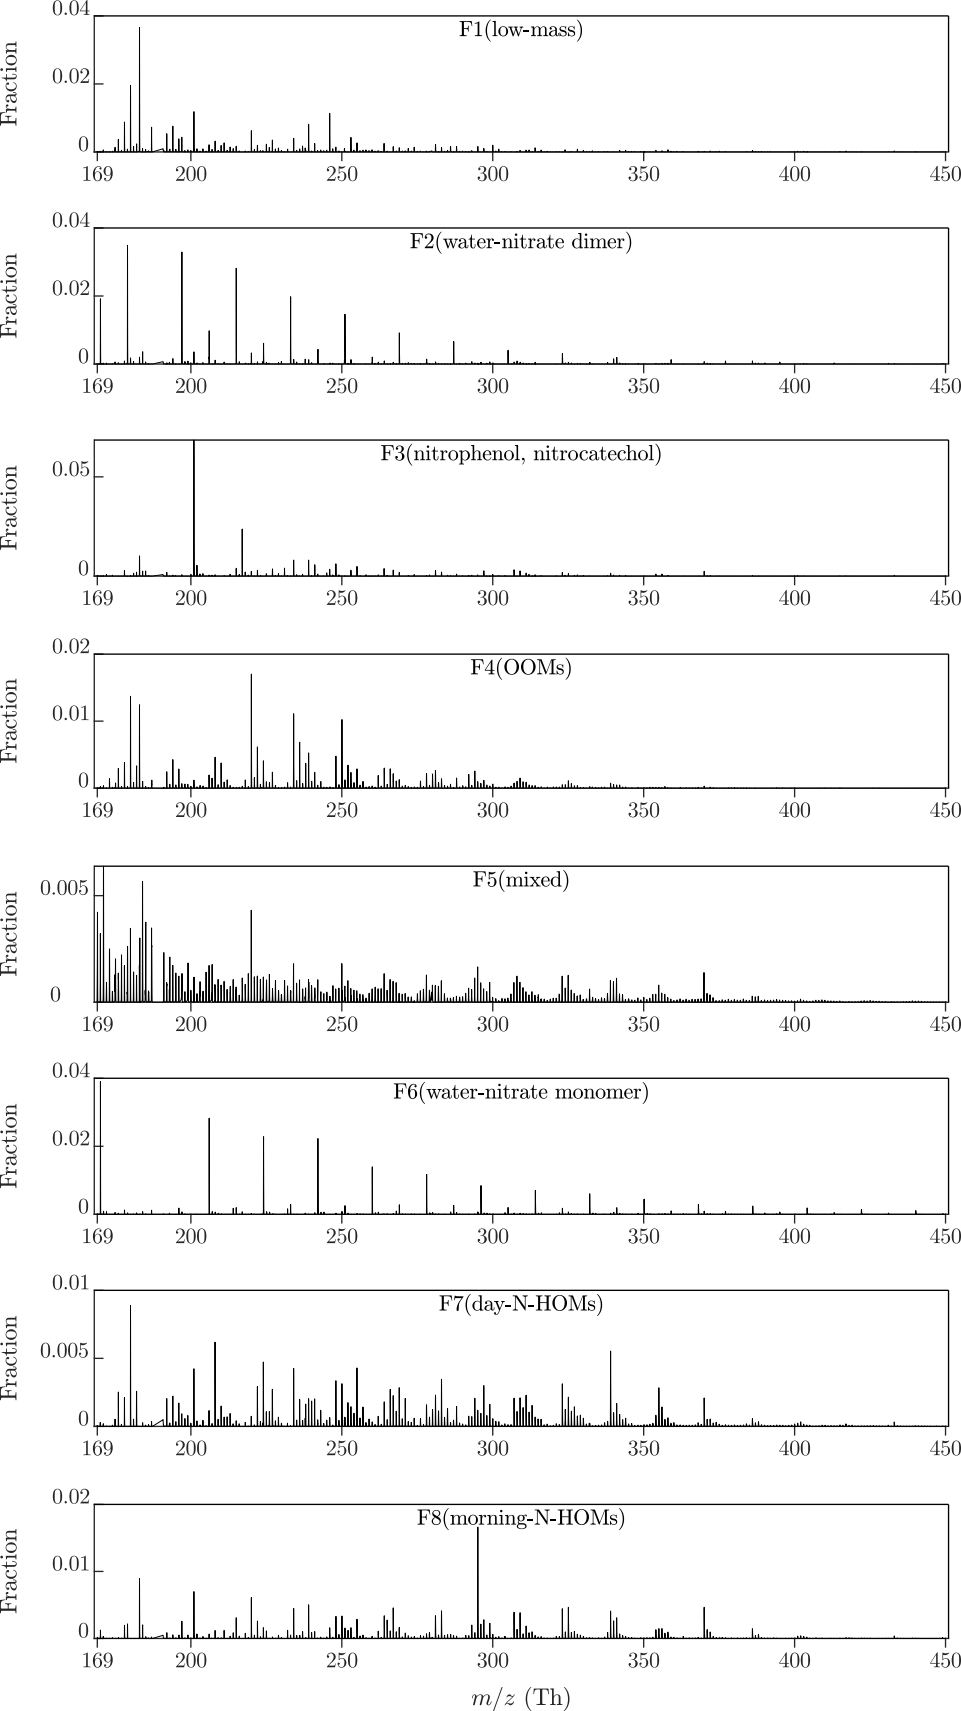 F1(low-mass)
Fraction
0.04
0.02
0
169 200 250 300 350 400 450
F2(water-nitrate dimer)
Fraction
0.04
0.02
0
169 200 250 300 350 400 450
F3(nitrophenol, nitrocatechol)
Fraction
0.05
0
169 200 250 300 350 400 450
F4(OOMs)
Fraction
0.02
0.01
0
169 200 250 300 350 400 450
F5(mixed)
Fraction
0.005
0
169 200 250 300 350 400 450
F6(water-nitrate monomer)
Fraction
0.04
0.02
0
169 200 250 300 350 400 450
F7(day-N-HOMs)
Fraction
0.01
0.005
0
169 200 250 300 350 400 450
F8(morning-N-HOMs)
Fraction
0.02
0.01
0
169 200 250 300 350 400 450
m/z (Th)